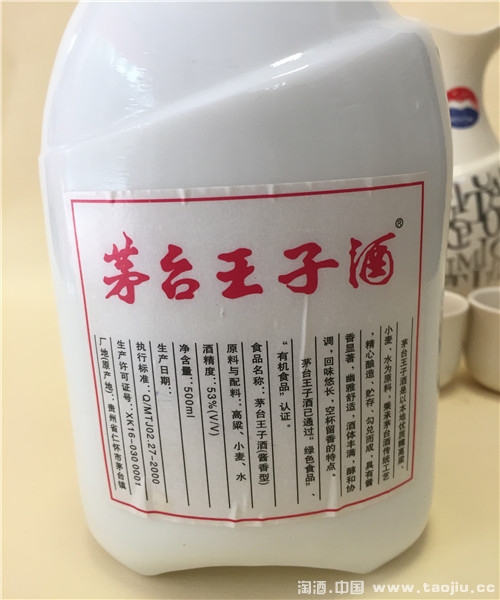 茅台王子酒®
茅台王子酒是以本地优质糯高粱、
小麦、水为原料,秉承茅台酒传统工艺
,精心酿造、贮存、勾兑而成,具有酱
香显著,幽雅舒适,酒体丰满,醇和协
调,回味悠长,空杯留香的特点。
茅台王子酒已通过“绿色食品”、
“有机食品”认证。
食品名称:茅台王子酒(酱香型)
原料与配料:高粱、小麦、水
酒精度:53%(V/V)
净含量:500ml
生产日期:
执行标准:Q/MTJ02.27-2000
生产许可证号:XK16-030 0001
厂地(原产地):贵州省仁怀市茅台镇
淘酒.中国 www.taojiu.cc